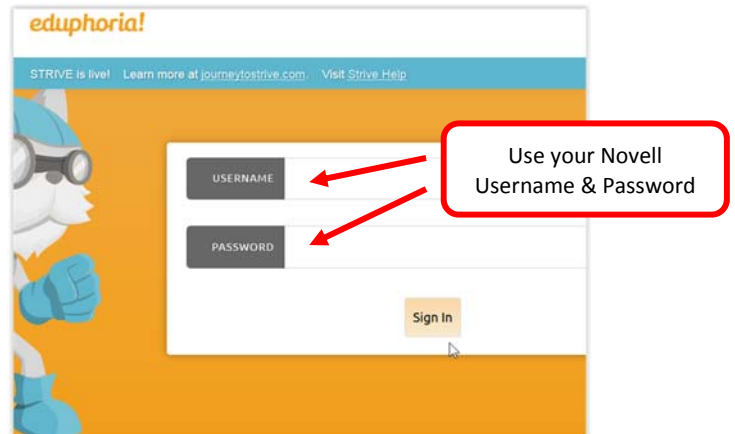 eduphoria!
STRIVE is live! Learn more at journeytostrive.com. Visit Strive Help
Use your Novell
Username & Password
USERNAME
PASSWORD
Sign In